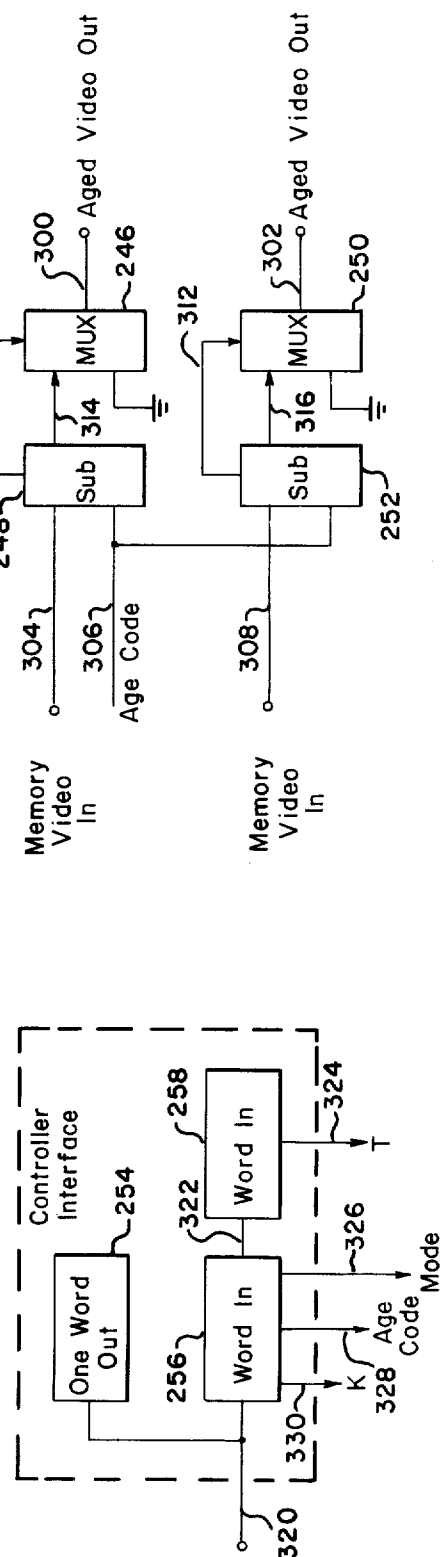 Controller
Interface
One Word
Out
254
256
Word In
322
258
Word In
320
330
K
328
Age
Code
326
Mode
324
T
Memory
Video
In
304
306
Age Code
248
Sub
314
MUX
300
246
Aged Video Out
Memory
Video
In
308
Sub
252
312
316
MUX
302
250
Aged Video Out